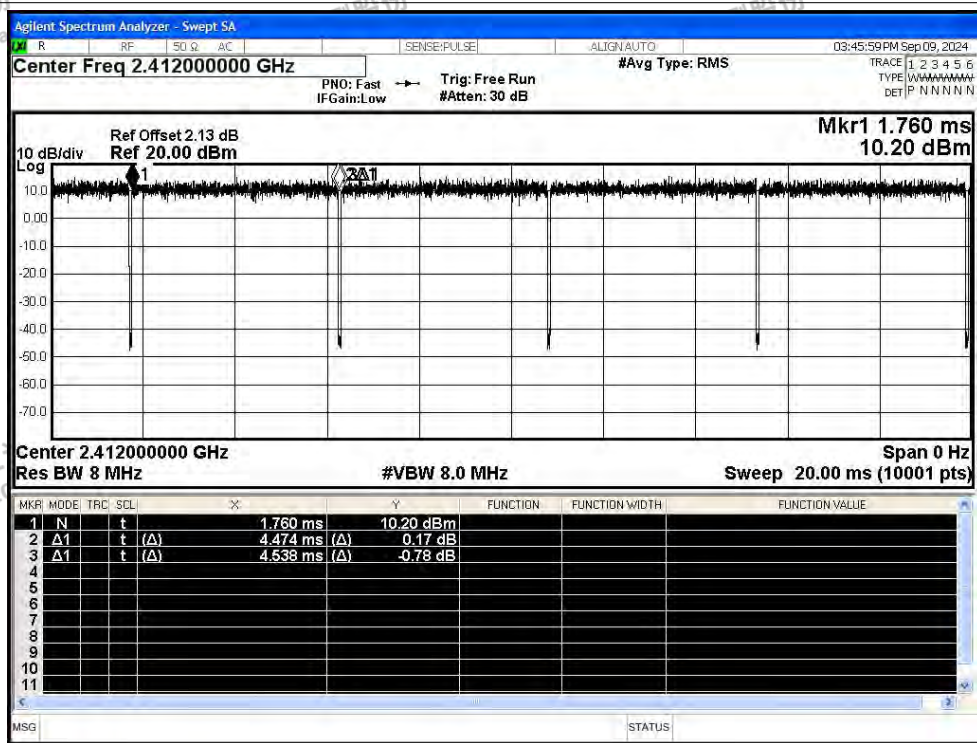 Agilent Spectrum Analyzer - Swept SA
R RF 50 Ω AC SENSE:PULSE ALIGN AUTO 03:45:59 PM Sep 09, 2024
Center Freq 2.412000000 GHz
PNO: Fast
IFGain:Low
Trig: Free Run
#Atten: 30 dB
#Avg Type: RMS
TRACE 1 2 3 4 5 6
TYPE WWWWWW
DET P N N N N N
Mkr1 1.760 ms
10.20 dBm
Ref Offset 2.13 dB
10 dB/div Ref 20.00 dBm
Log
1
3Δ1
10.0
0.00
-10.0
-20.0
-30.0
-40.0
-50.0
-60.0
-70.0
Center 2.412000000 GHz Span 0 Hz
Res BW 8 MHz #VBW 8.0 MHz Sweep 20.00 ms (10001 pts)
MKR MODE TRC SCL X Y FUNCTION FUNCTION WIDTH FUNCTION VALUE
1 N t 1.760 ms 10.20 dBm
2 Δ1 t (Δ) 4.474 ms (Δ) 0.17 dB
3 Δ1 t (Δ) 4.538 ms (Δ) -0.78 dB
4
5
6
7
8
9
10
11
MSG STATUS